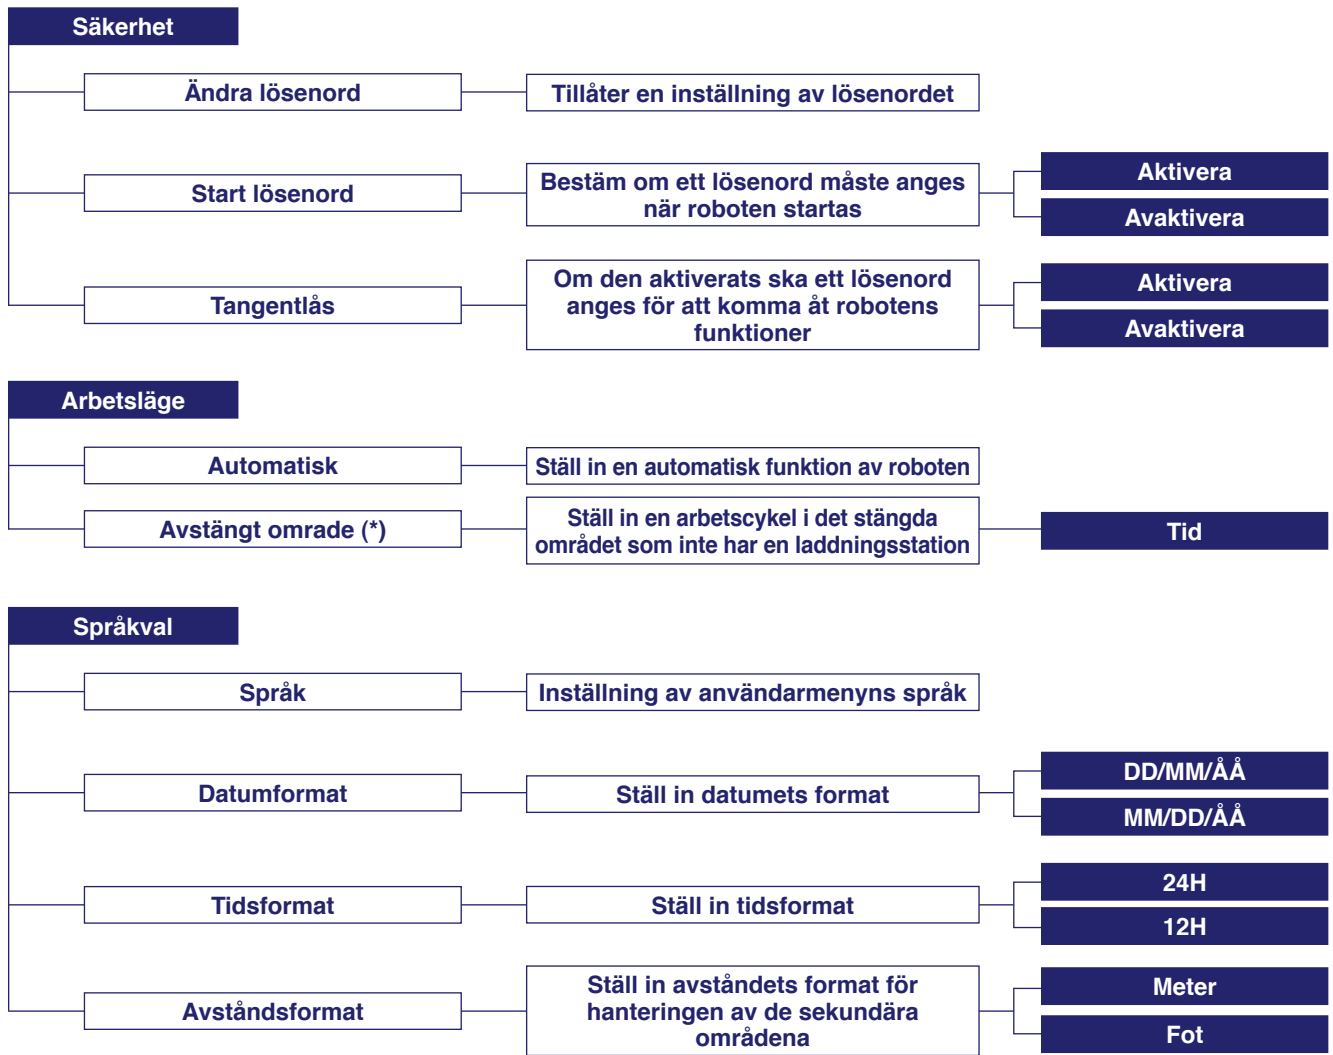 Säkerhet
Ändra lösenord
Tillåter en inställning av lösenordet
Start lösenord
Bestäm om ett lösenord måste anges
när roboten startas
Aktivera
Avaktivera
Tangentlås
Om den aktiverats ska ett lösenord
anges för att komma åt robotens
funktioner
Aktivera
Avaktivera
Arbetsläge
Automatisk
Ställ in en automatisk funktion av roboten
Avstängt omrade (*)
Ställ in en arbetscykel i det stängda
området som inte har en laddningsstation
Tid
Språkval
Språk
Inställning av användarmenyns språk
Datumformat
Ställ in datumets format
DD/MM/ÅÅ
MM/DD/ÅÅ
Tidsformat
Ställ in tidsformat
24H
12H
Avståndsformat
Ställ in avståndets format för
hanteringen av de sekundära
områdena
Meter
Fot